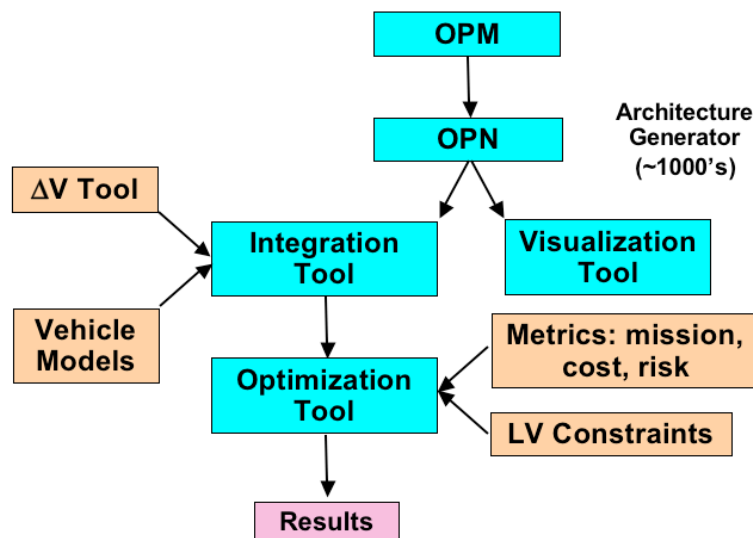 OPM
OPN
Architecture
Generator
(~1000's)
ΔV Tool
Integration
Tool
Visualization
Tool
Vehicle
Models
Metrics: mission,
cost, risk
Optimization
Tool
LV Constraints
Results